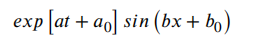 exp [at + a₀] sin (bx + b₀)